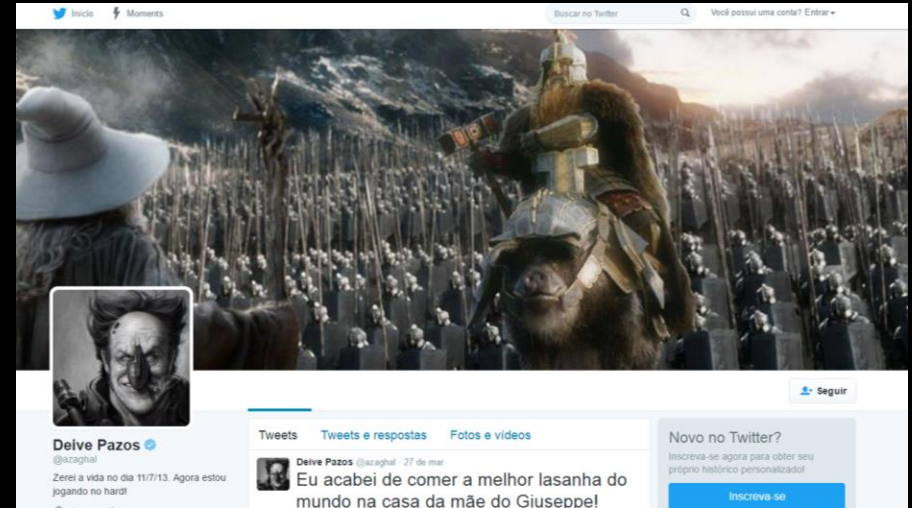 Início Moments Buscar no Twitter Você possui uma conta? Entrar
Seguir
Deive Pazos
@azaghal
Zerei a vida no dia 11/7/13. Agora estou
jogando no hard!
Tweets Tweets e respostas Fotos e vídeos
Deive Pazos @azaghal · 27 de mar
Eu acabei de comer a melhor lasanha do
mundo na casa da mãe do Giuseppe!
Novo no Twitter?
Inscreva-se agora para obter seu
próprio histórico personalizado!
Inscreva-se